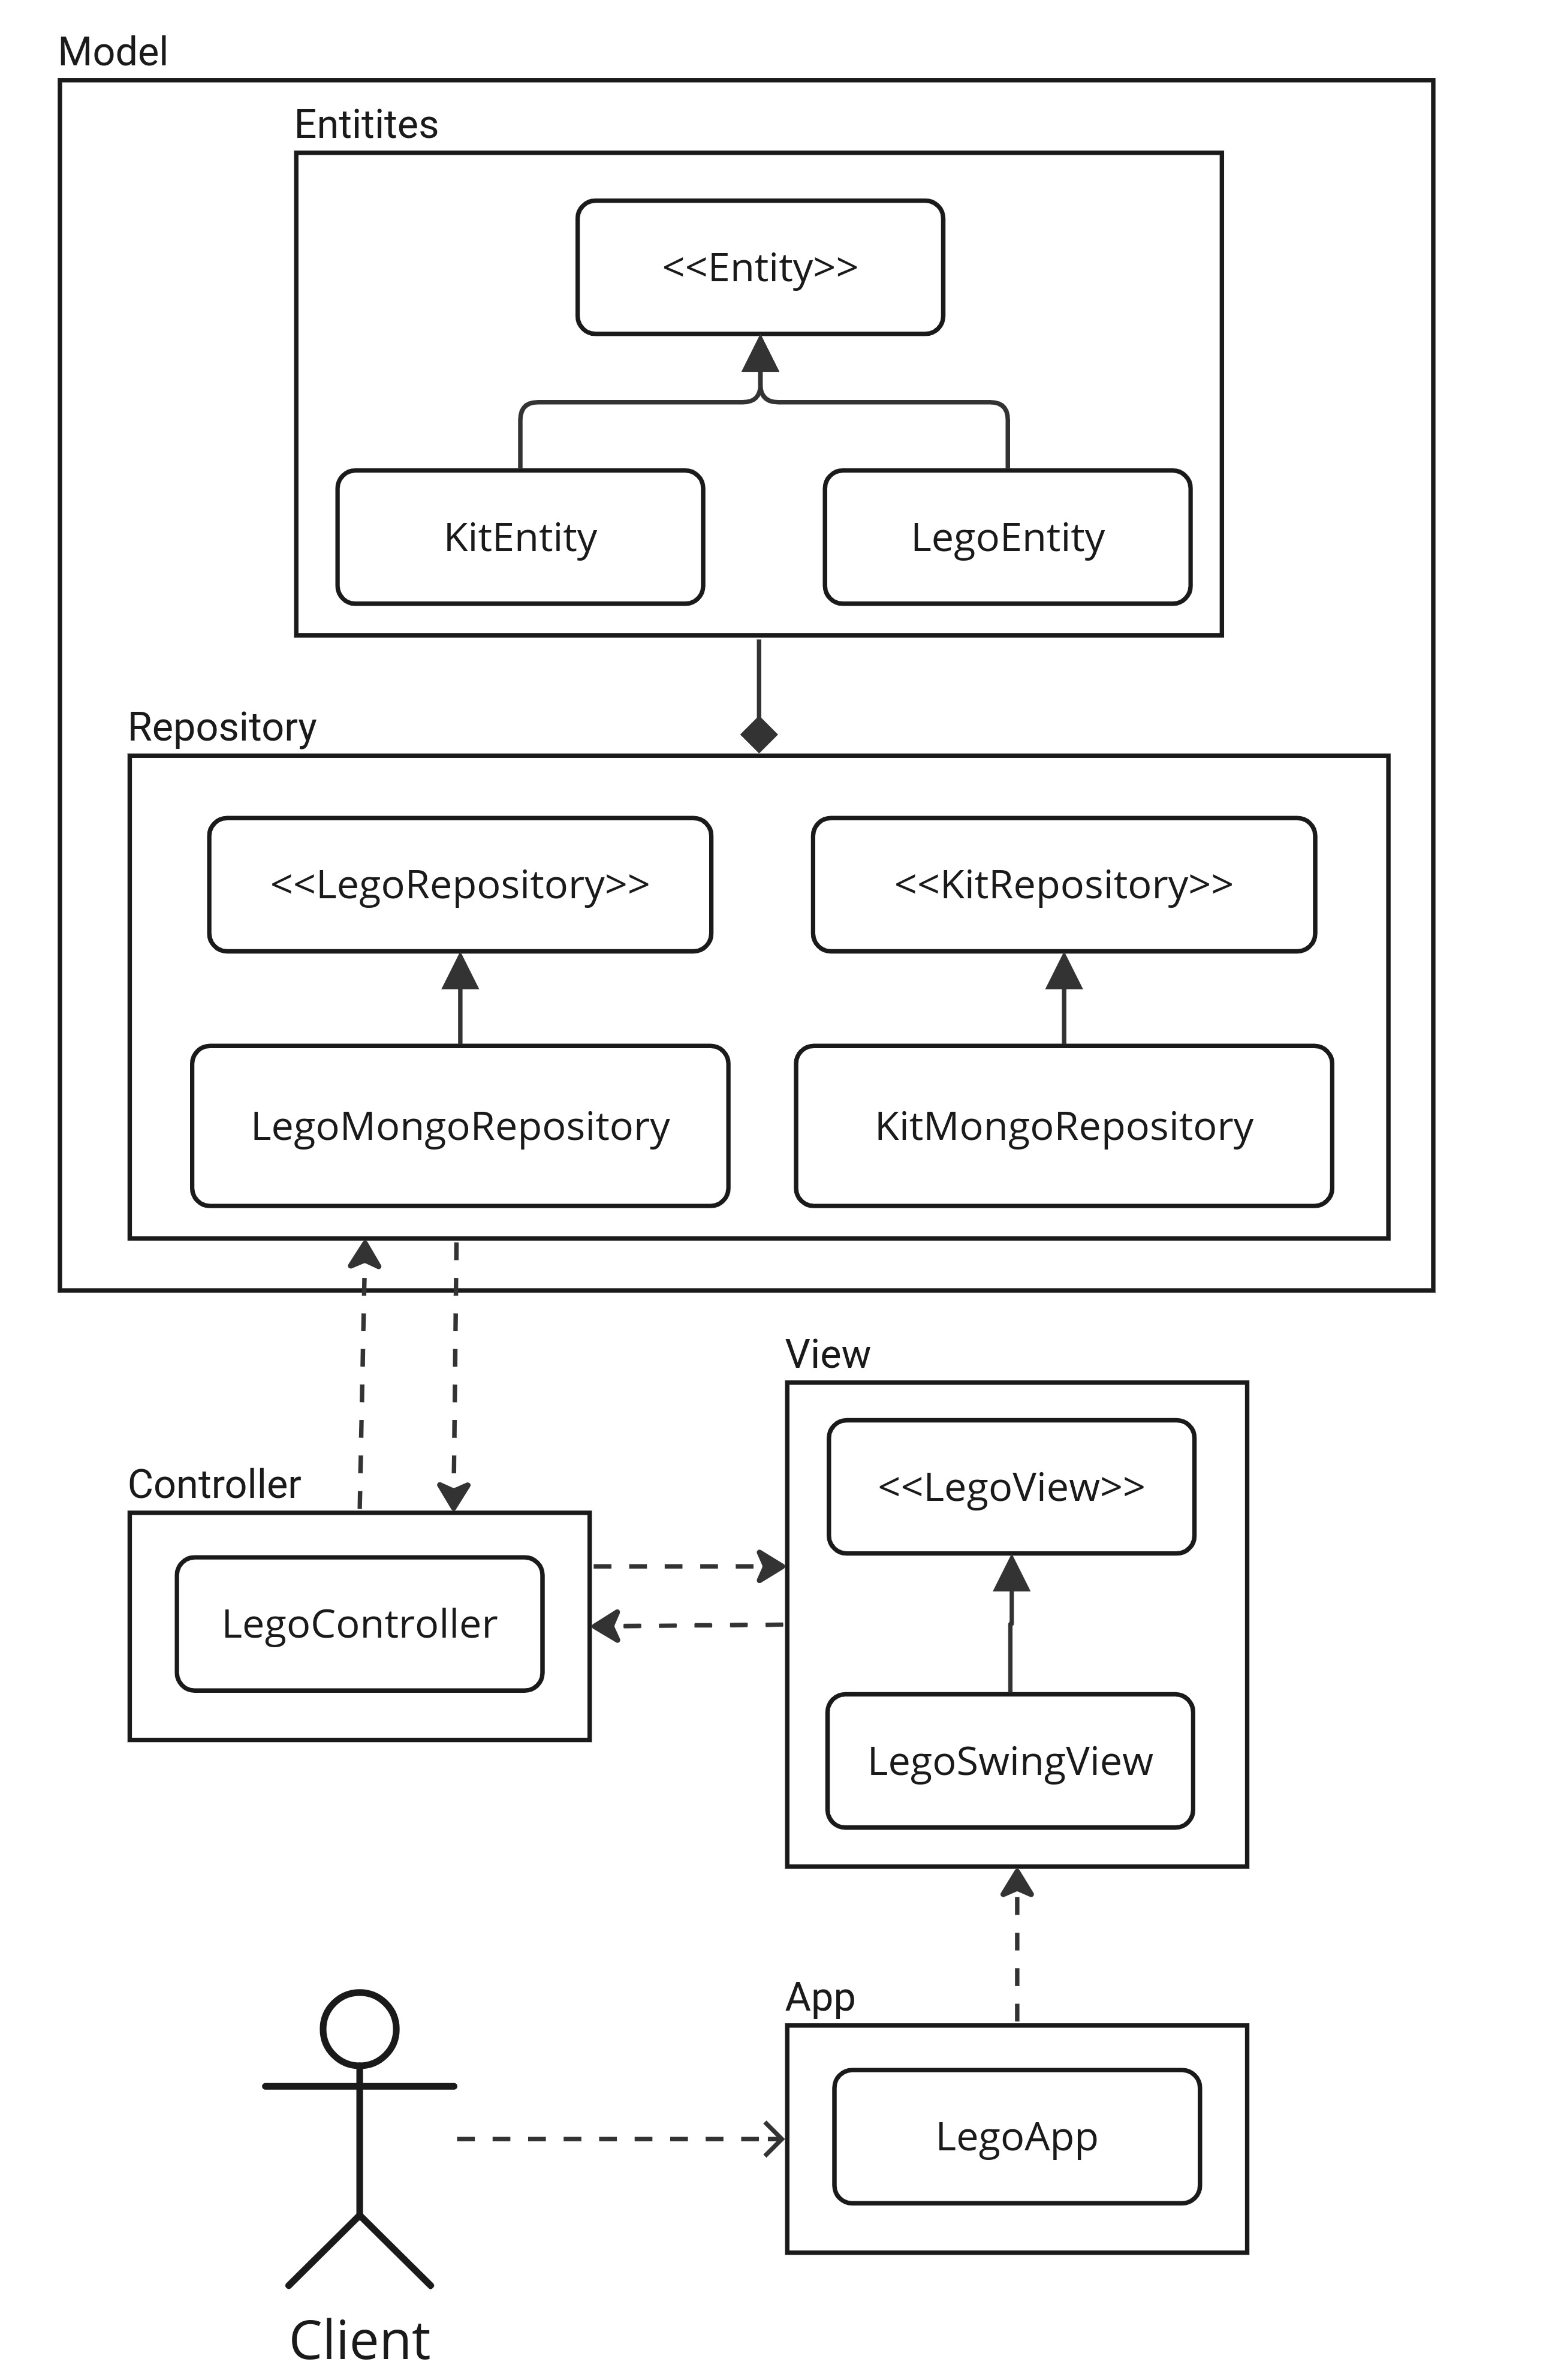 Model
Entitites
<<Entity>>
KitEntity
LegoEntity
Repository
<<LegoRepository>>
<<KitRepository>>
LegoMongoRepository
KitMongoRepository
View
<<LegoView>>
Controller
LegoController
LegoSwingView
App
LegoApp
Client